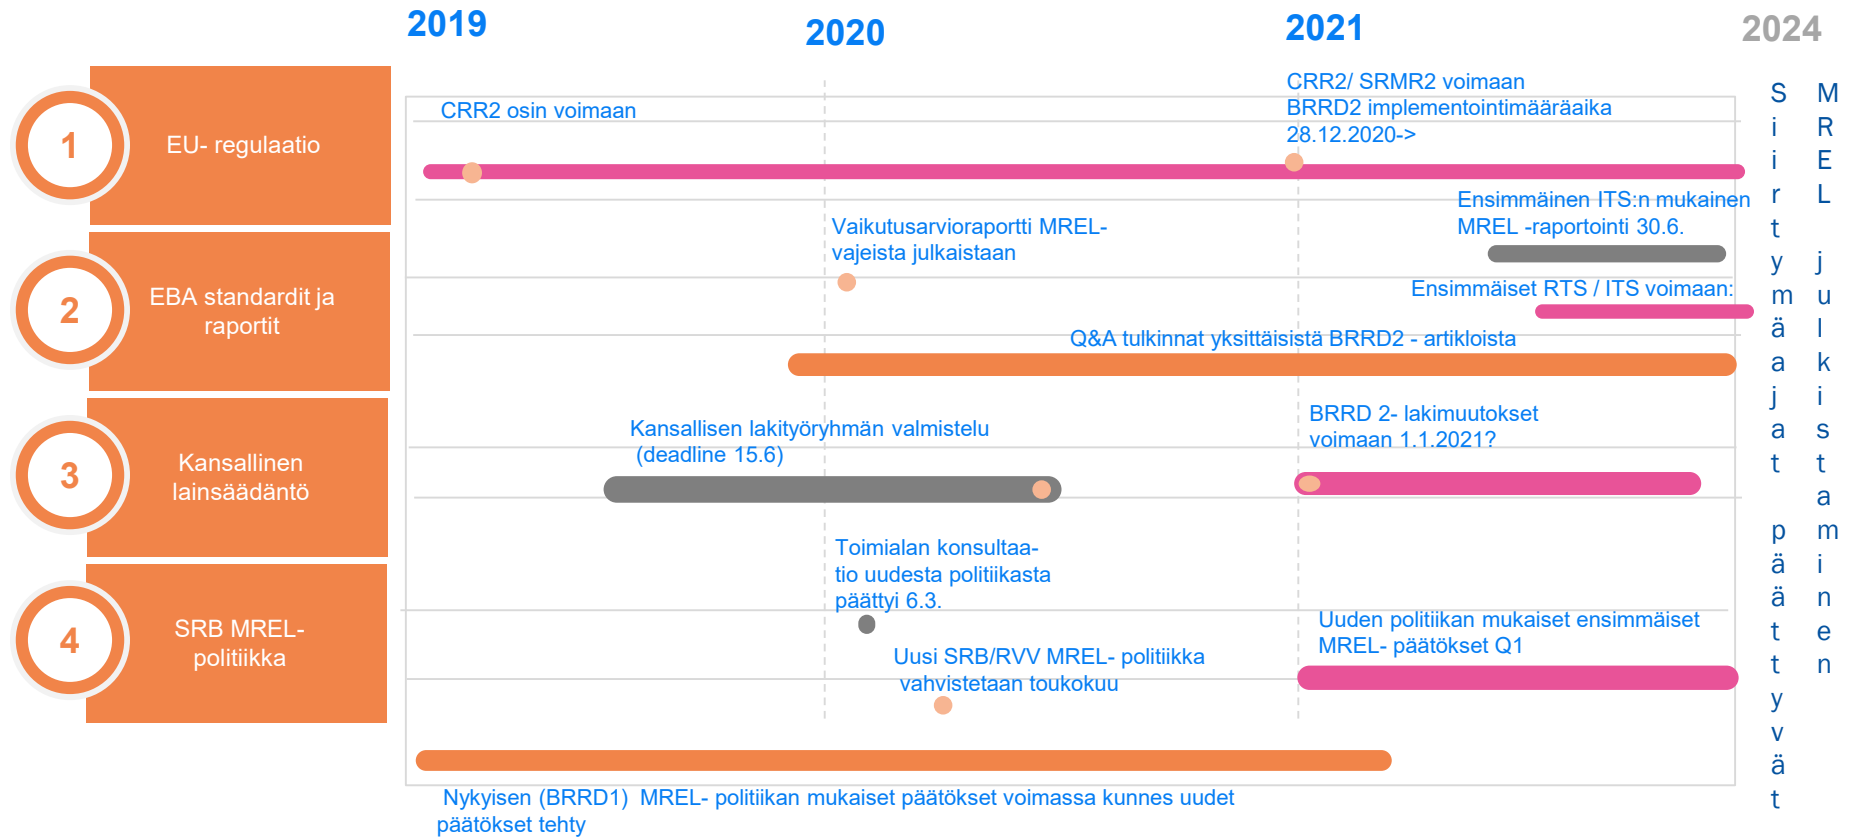 2019
2020
2021
2024
1
EU- regulaatio
CRR2 osin voimaan
CRR2/ SRMR2 voimaan
BRRD2 implementointimääräaika
28.12.2020->
2
EBA standardit ja
raportit
Vaikutusarvioraportti MREL-
vajeista julkaistaan
Ensimmäinen ITS:n mukainen
MREL -raportointi 30.6.
Ensimmäiset RTS / ITS voimaan:
Q&A tulkinnat yksittäisistä BRRD2 - artikloista
3
Kansallinen
lainsäädäntö
Kansallisen lakityöryhmän valmistelu
(deadline 15.6)
BRRD 2- lakimuutokset
voimaan 1.1.2021?
4
SRB MREL-
politiikka
Toimialan konsultaa-
tio uudesta politiikasta
päättyi 6.3.
Uusi SRB/RVV MREL- politiikka
vahvistetaan toukokuu
Uuden politiikan mukaiset ensimmäiset
MREL- päätökset Q1
Nykyisen (BRRD1) MREL- politiikan mukaiset päätökset voimassa kunnes uudet
päätökset tehty
Siirtymäajat päättyvät
MREL julkistaminen